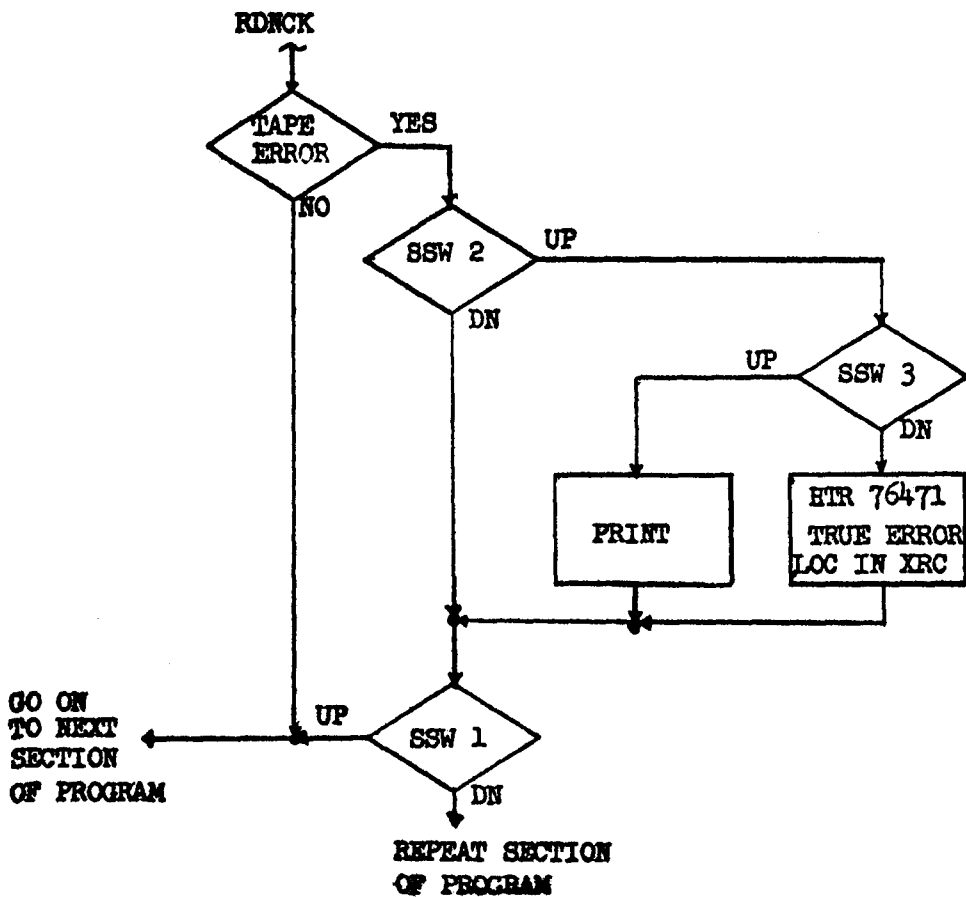 RDNCK
TAPE
ERROR
YES
NO
SSW 2
UP
DN
SSW 3
UP
DN
PRINT
HTR 76471
TRUE ERROR
LOC IN XRC
SSW 1
UP
DN
GO ON
TO NEXT
SECTION
OF PROGRAM
REPEAT SECTION
OF PROGRAM